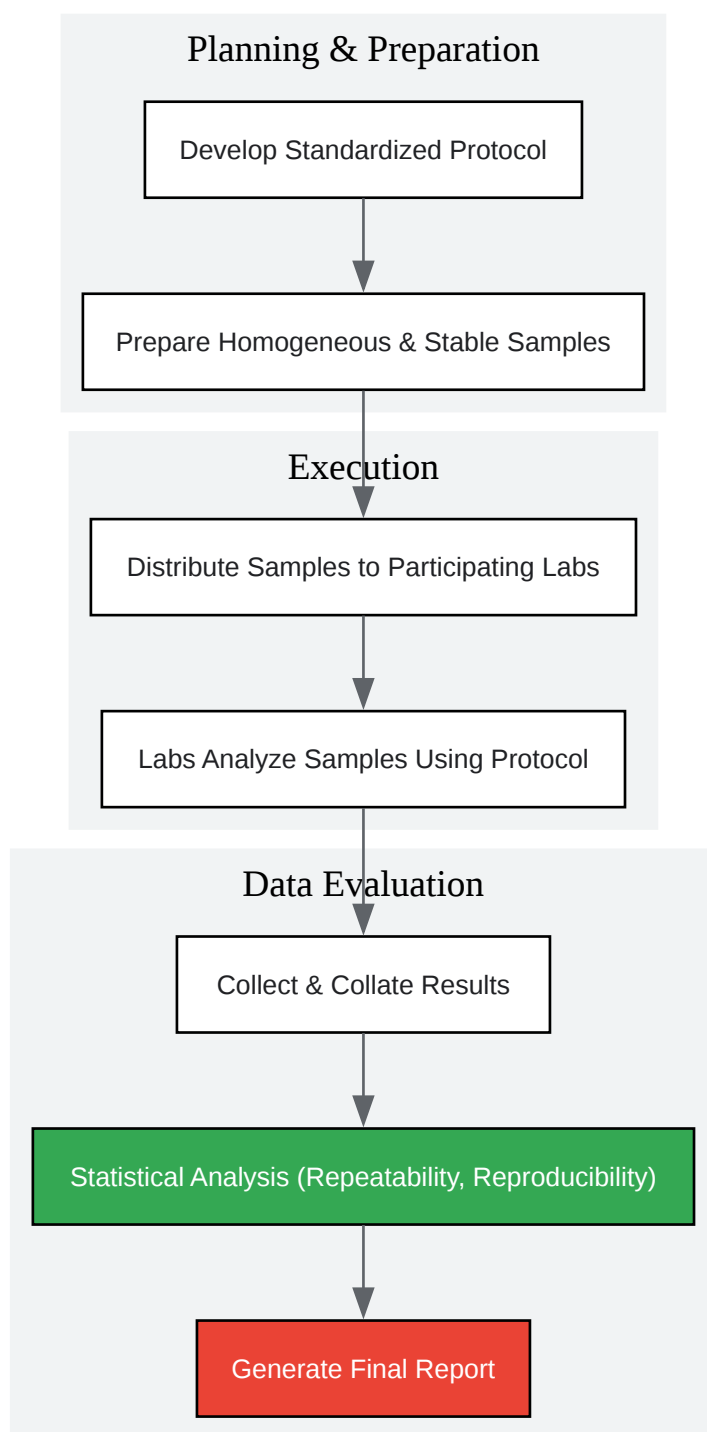 Planning & Preparation
Develop Standardized Protocol
Prepare Homogeneous & Stable Samples
Execution
Distribute Samples to Participating Labs
Labs Analyze Samples Using Protocol
Data Evaluation
Collect & Collate Results
Statistical Analysis (Repeatability, Reproducibility)
Generate Final Report